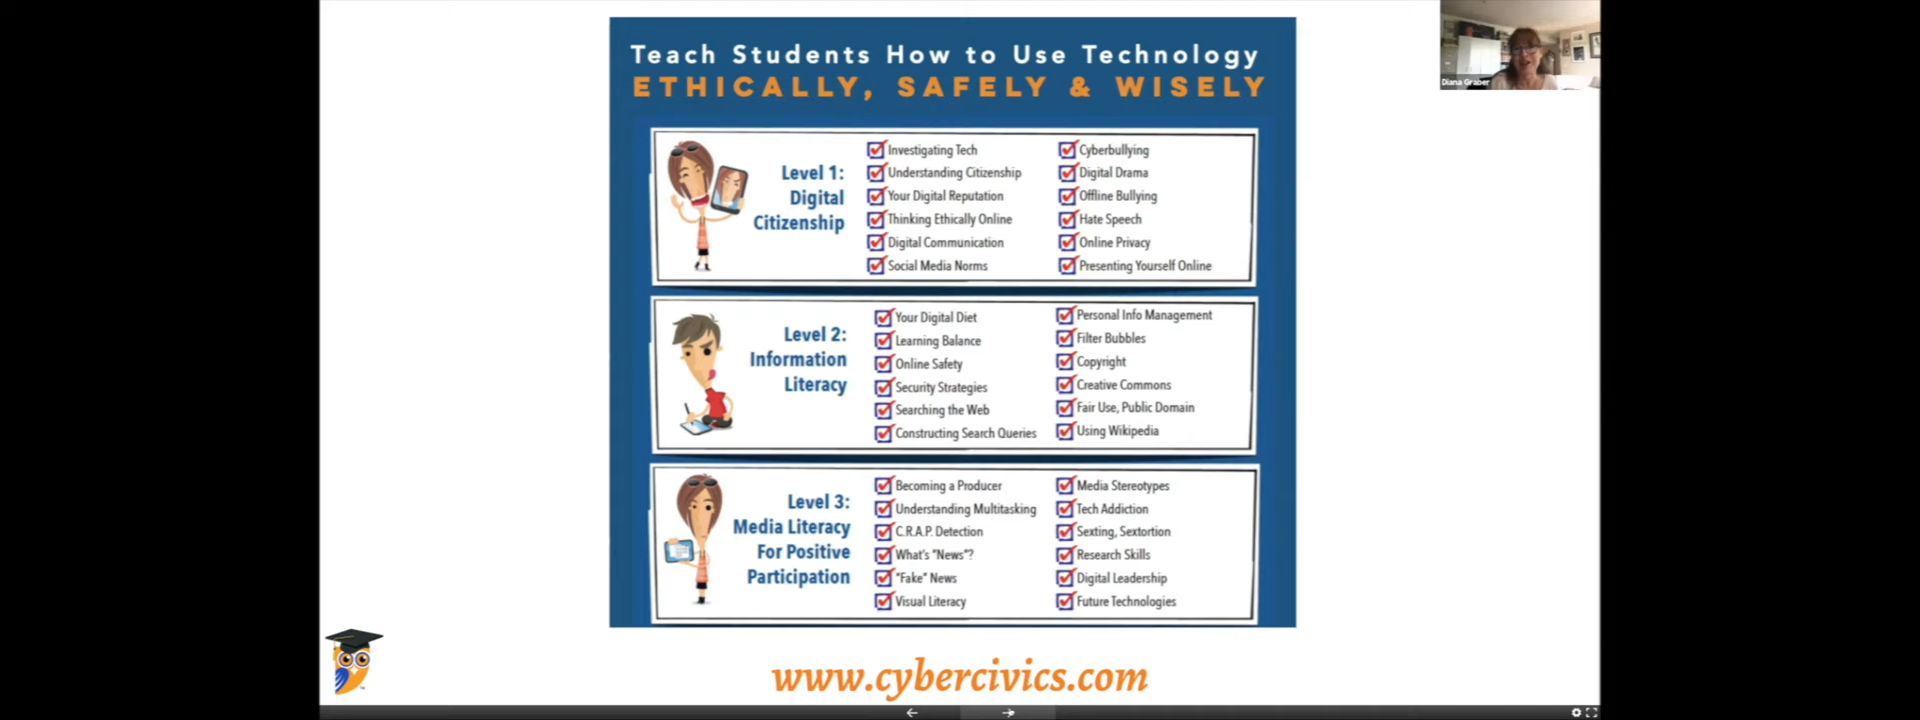 Teach Students How to Use Technology
ETHICALLY, SAFELY & WISELY
Diana Graber
Level 1:
Digital
Citizenship
Investigating Tech
Understanding Citizenship
Your Digital Reputation
Thinking Ethically Online
Digital Communication
Social Media Norms
Cyberbullying
Digital Drama
Offline Bullying
Hate Speech
Online Privacy
Presenting Yourself Online
Level 2:
Information
Literacy
Your Digital Diet
Learning Balance
Online Safety
Security Strategies
Searching the Web
Constructing Search Queries
Personal Info Management
Filter Bubbles
Copyright
Creative Commons
Fair Use, Public Domain
Using Wikipedia
Level 3:
Media Literacy
For Positive
Participation
Becoming a Producer
Understanding Multitasking
C.R.A.P. Detection
What's "News"?
"Fake" News
Visual Literacy
Media Stereotypes
Tech Addiction
Sexting, Sextortion
Research Skills
Digital Leadership
Future Technologies
www.cybercivics.com